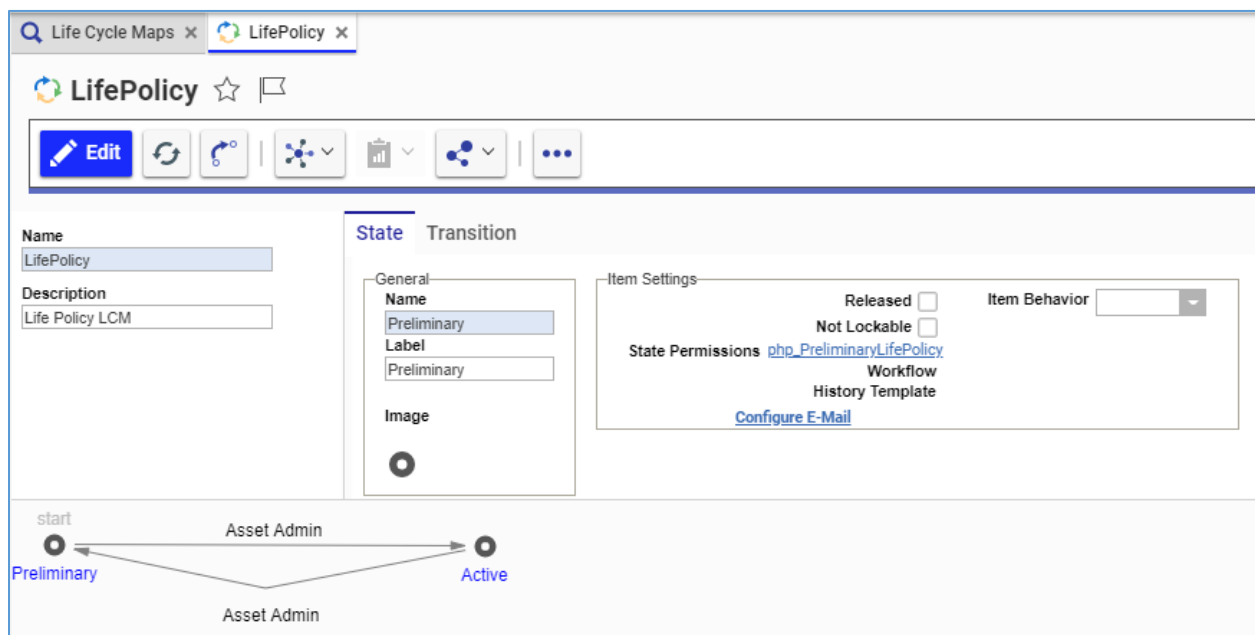 Life Cycle Maps
LifePolicy
LifePolicy
Edit
Name
LifePolicy
Description
Life Policy LCM
State Transition
General
Name
Preliminary
Label
Preliminary
Image
Item Settings
Released
Item Behavior
Not Lockable
State Permissions php_PreliminaryLifePolicy
Workflow
History Template
Configure E-Mail
start
Asset Admin
Preliminary
Active
Asset Admin